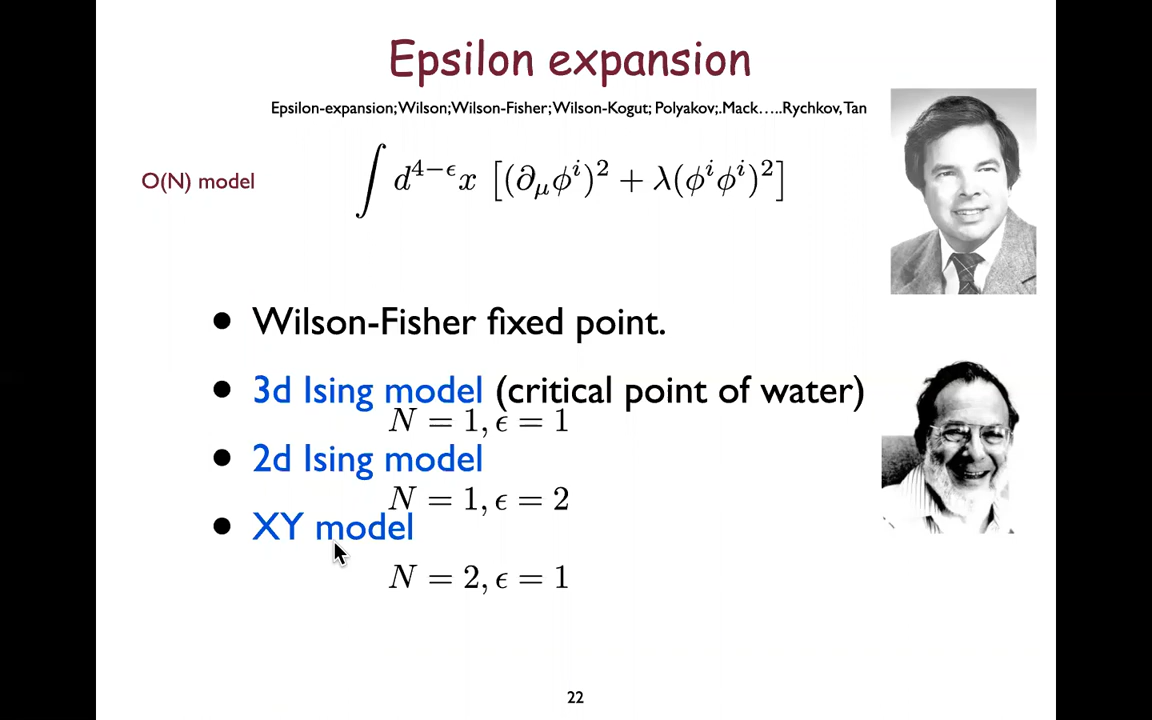 Epsilon expansion
Epsilon-expansion; Wilson; Wilson-Fisher; Wilson-Kogut; Polyakov;.Mack…..Rychkov, Tan
O(N) model
∫ d^{4−ϵ}x [(∂_μϕ^i)^2 + λ(ϕ^iϕ^i)^2]
• Wilson-Fisher fixed point.
• 3d Ising model (critical point of water)
N = 1, ϵ = 1
• 2d Ising model
N = 1, ϵ = 2
• XY model
N = 2, ϵ = 1
22